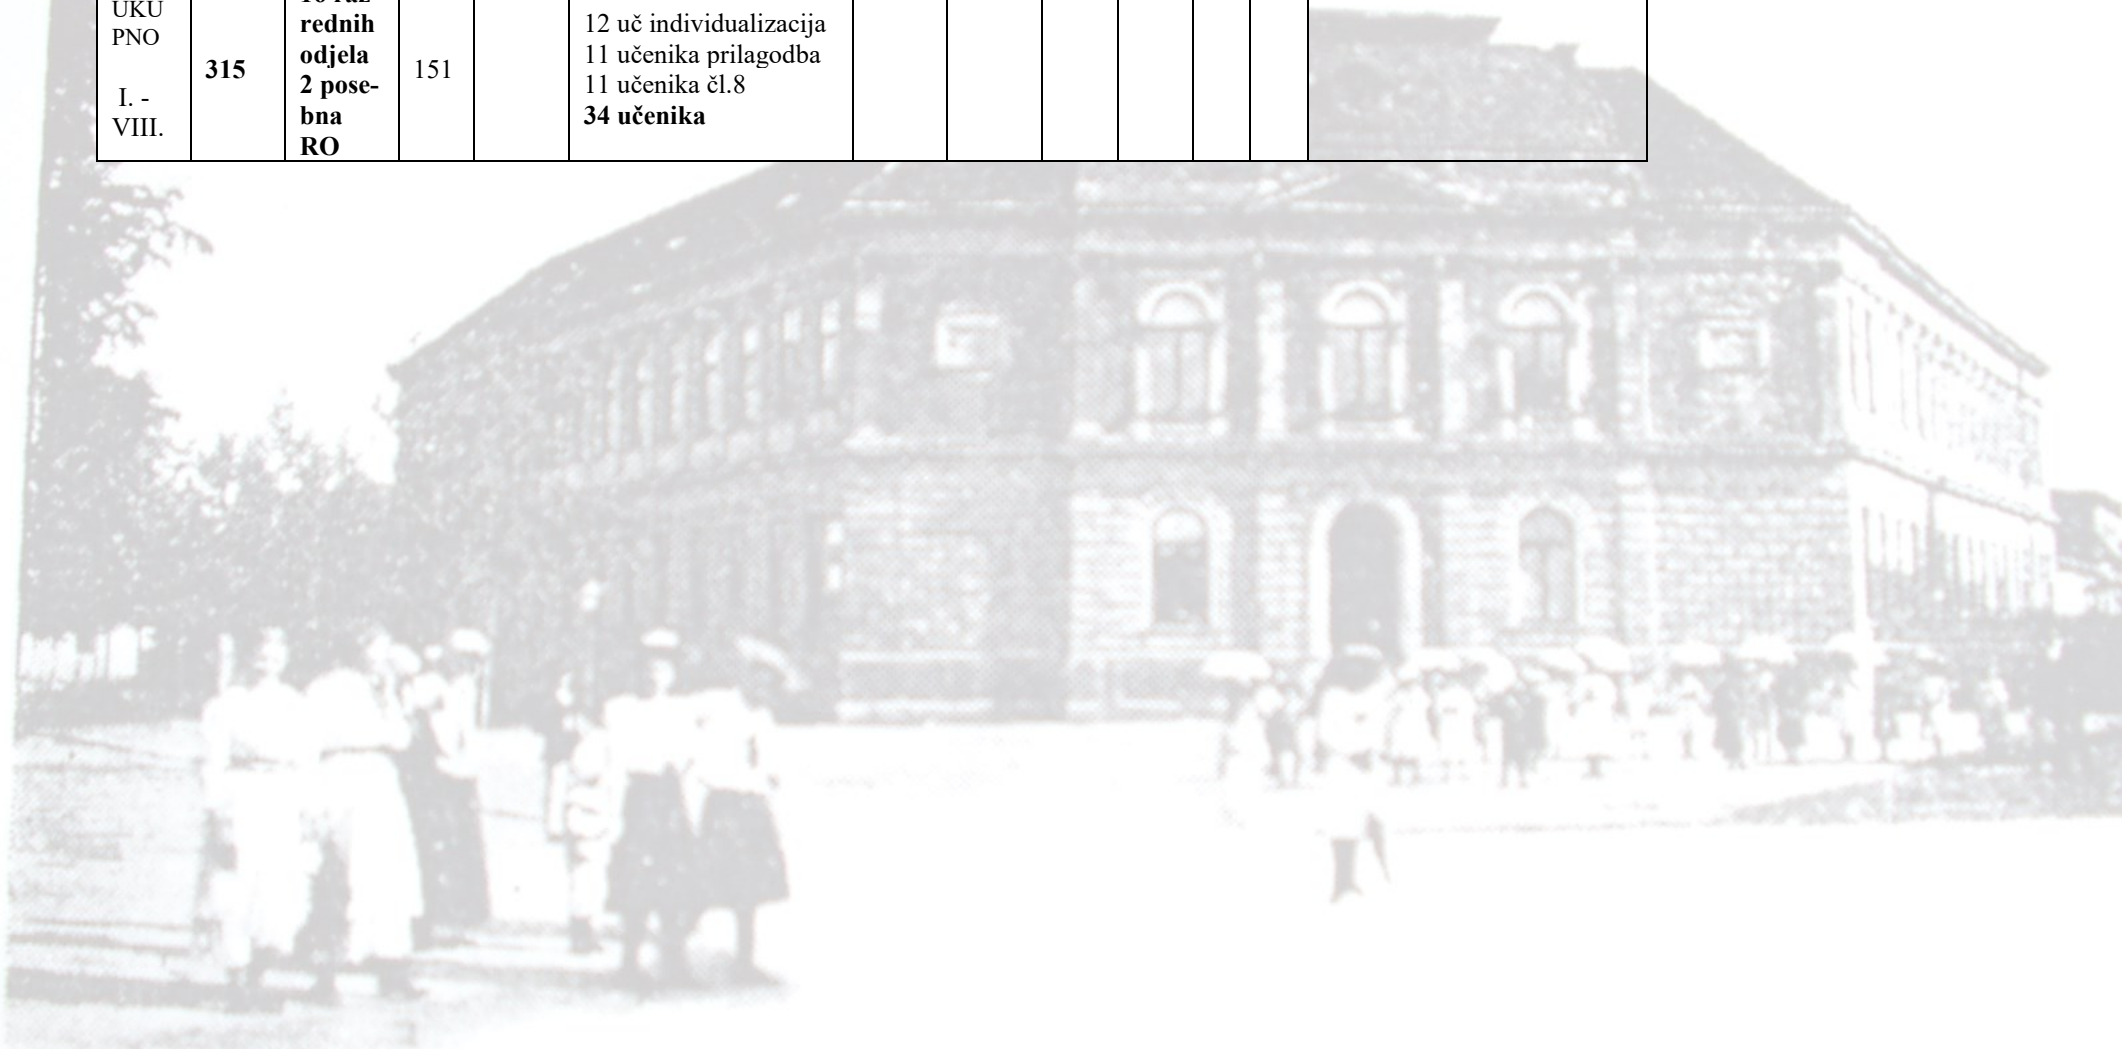 UKU
PNO
I. -
VIII.
315
rednih
odjela
2 pose-
bna
RO
151
12 uč individualizacija
11 učenika prilagodba
11 učenika čl.8
34 učenika